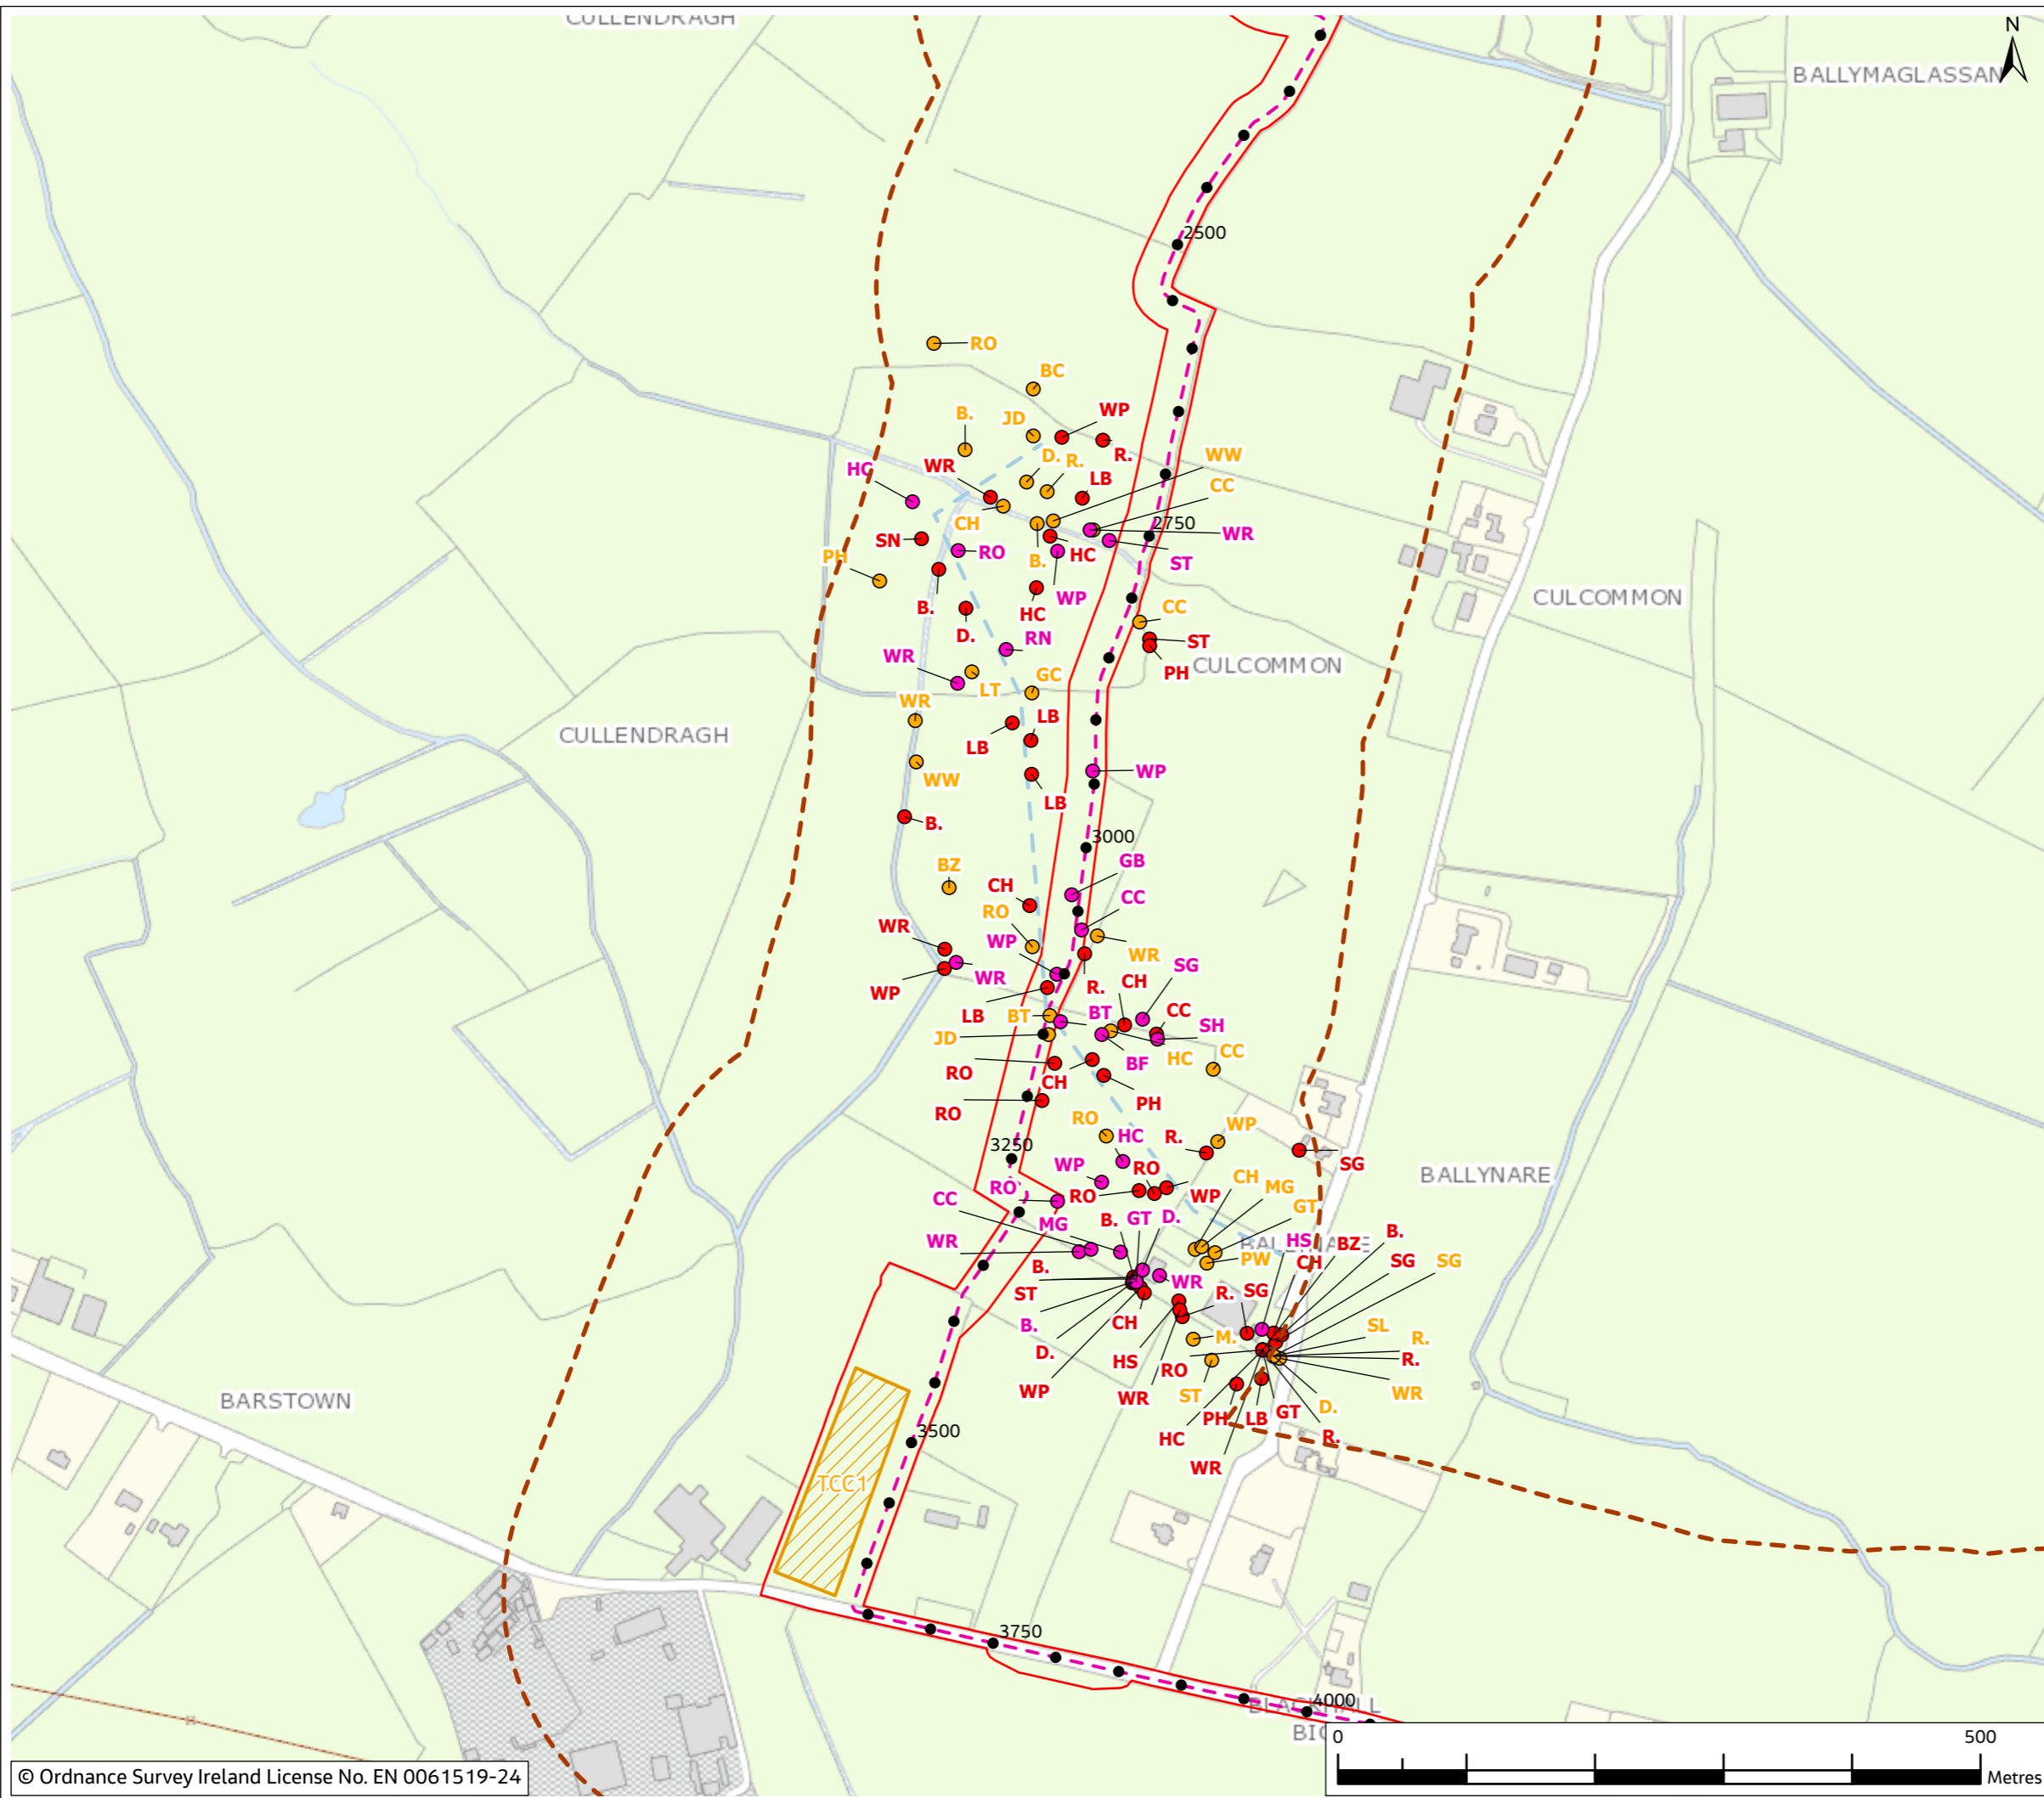 CULLENDRAGH
N
BALLYMAGLASSAN
2500
RO
BC
B.
JD
WP
R.
WW
HC
WR
D.
R.
LB
CC
CH
2750
WR
SN
RO
B.
HC
ST
PH
WP
B.
HC
CC
CULCOMMON
D.
RN
ST
WR
PH
CULCOMMON
LT
GC
WR
LB
CULLENDRAGH
LB
WW
WP
LB
B.
3000
GB
BZ
CH
CC
RO
WR
WP
WR
WR
SG
WP
R.
CH
LB
BT
BT
CC
SH
JD
HC
CC
BF
RO
CH
PH
RO
RO
HC
R.
WP
3250
SG
WP
RO
CH
BALLYNARE
RO
RO
WP
MG
CC
MG
B.
GT
D.
GT
WR
HS
BZ
B.
B.
PW
CH
SG
SG
ST
WR
R.
SG
B.
CH
M.
SL
R.
D.
HS
RO
R.
WP
WR
ST
WR
BARSTOWN
PH
LB
GT
D.
HC
R.
3500
WR
TCC1
3750
4000
0
500
Metres
© Ordnance Survey Ireland License No. EN 0061519-24